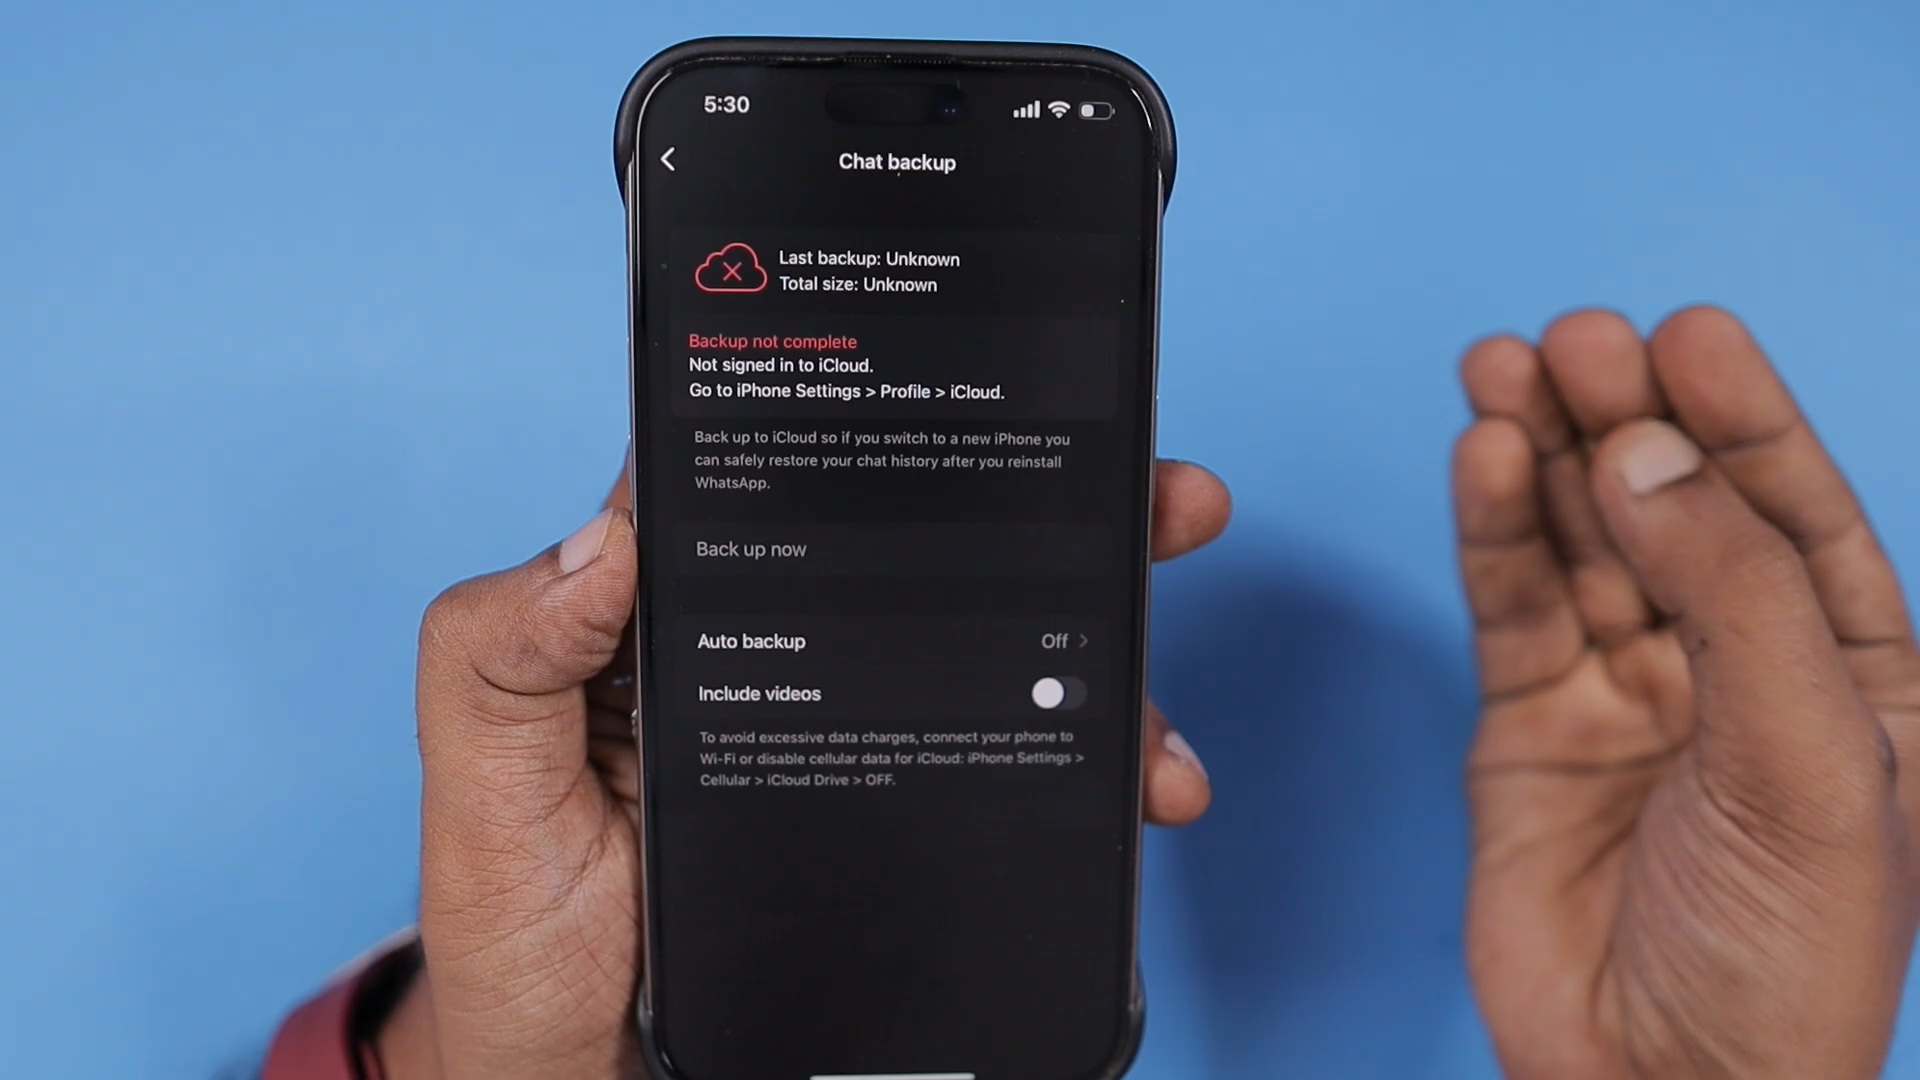 5:30
Chat backup
Last backup: Unknown
Total size: Unknown
Backup not complete
Not signed in to iCloud.
Go to iPhone Settings > Profile > iCloud.
Back up to iCloud so if you switch to a new iPhone you
can safely restore your chat history after you reinstall
WhatsApp.
Back up now
Auto backup Off >
Include videos
To avoid excessive data charges, connect your phone to
Wi-Fi or disable cellular data for iCloud: iPhone Settings >
Cellular > iCloud Drive > OFF.